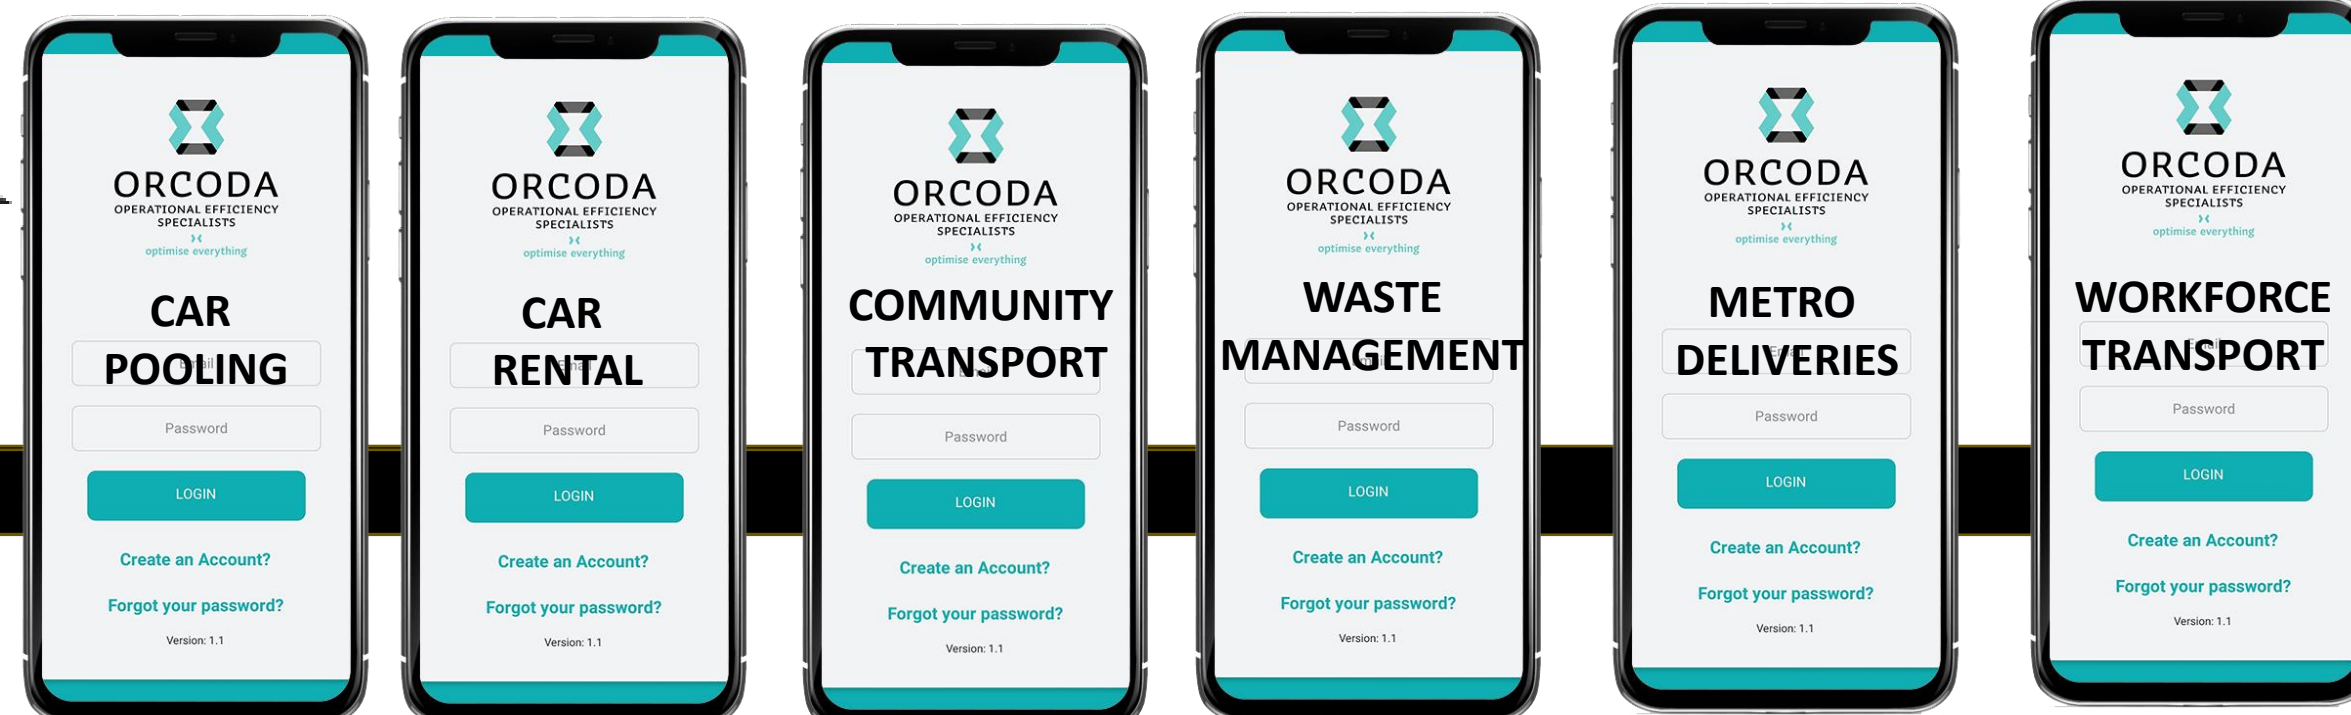 ORCODA
OPERATIONAL EFFICIENCY
SPECIALISTS
optimise everything
CAR
POOLING
Email
Password
LOGIN
Create an Account?
Forgot your password?
Version: 1.1
ORCODA
OPERATIONAL EFFICIENCY
SPECIALISTS
optimise everything
CAR
RENTAL
Email
Password
LOGIN
Create an Account?
Forgot your password?
Version: 1.1
ORCODA
OPERATIONAL EFFICIENCY
SPECIALISTS
optimise everything
COMMUNITY
TRANSPORT
Password
LOGIN
Create an Account?
Forgot your password?
Version: 1.1
ORCODA
OPERATIONAL EFFICIENCY
SPECIALISTS
optimise everything
WASTE
MANAGEMENT
Password
LOGIN
Create an Account?
Forgot your password?
Version: 1.1
ORCODA
OPERATIONAL EFFICIENCY
SPECIALISTS
optimise everything
METRO
DELIVERIES
Password
LOGIN
Create an Account?
Forgot your password?
Version: 1.1
ORCODA
OPERATIONAL EFFICIENCY
SPECIALISTS
optimise everything
WORKFORCE
TRANSPORT
Password
LOGIN
Create an Account?
Forgot your password?
Version: 1.1